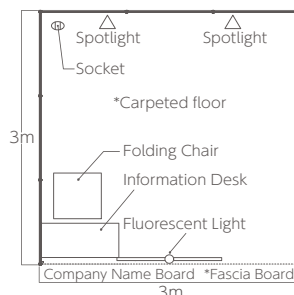 Spotlight Spotlight
Socket
*Carpeted floor
3m
Folding Chair
Information Desk
Fluorescent Light
Company Name Board *Fascia Board
3m